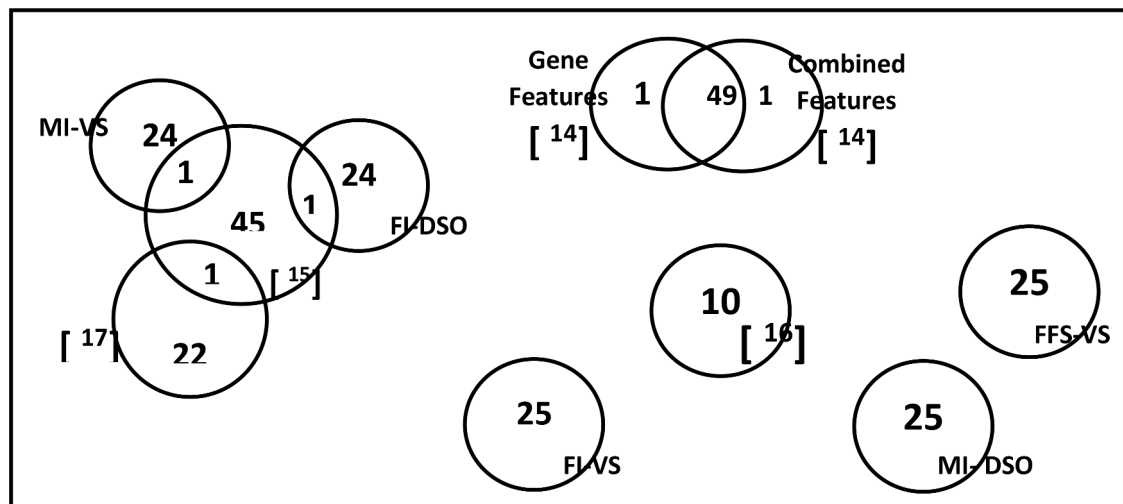 Gene
Features
[ 14]
1
49
1
Combined
Features
[ 14]
MI-VS
24
1
45
1
24
FI-DSO
1
[ 15]
[ 17]
22
10
[ 16]
25
FFS-VS
25
FI-VS
25
MI- DSO